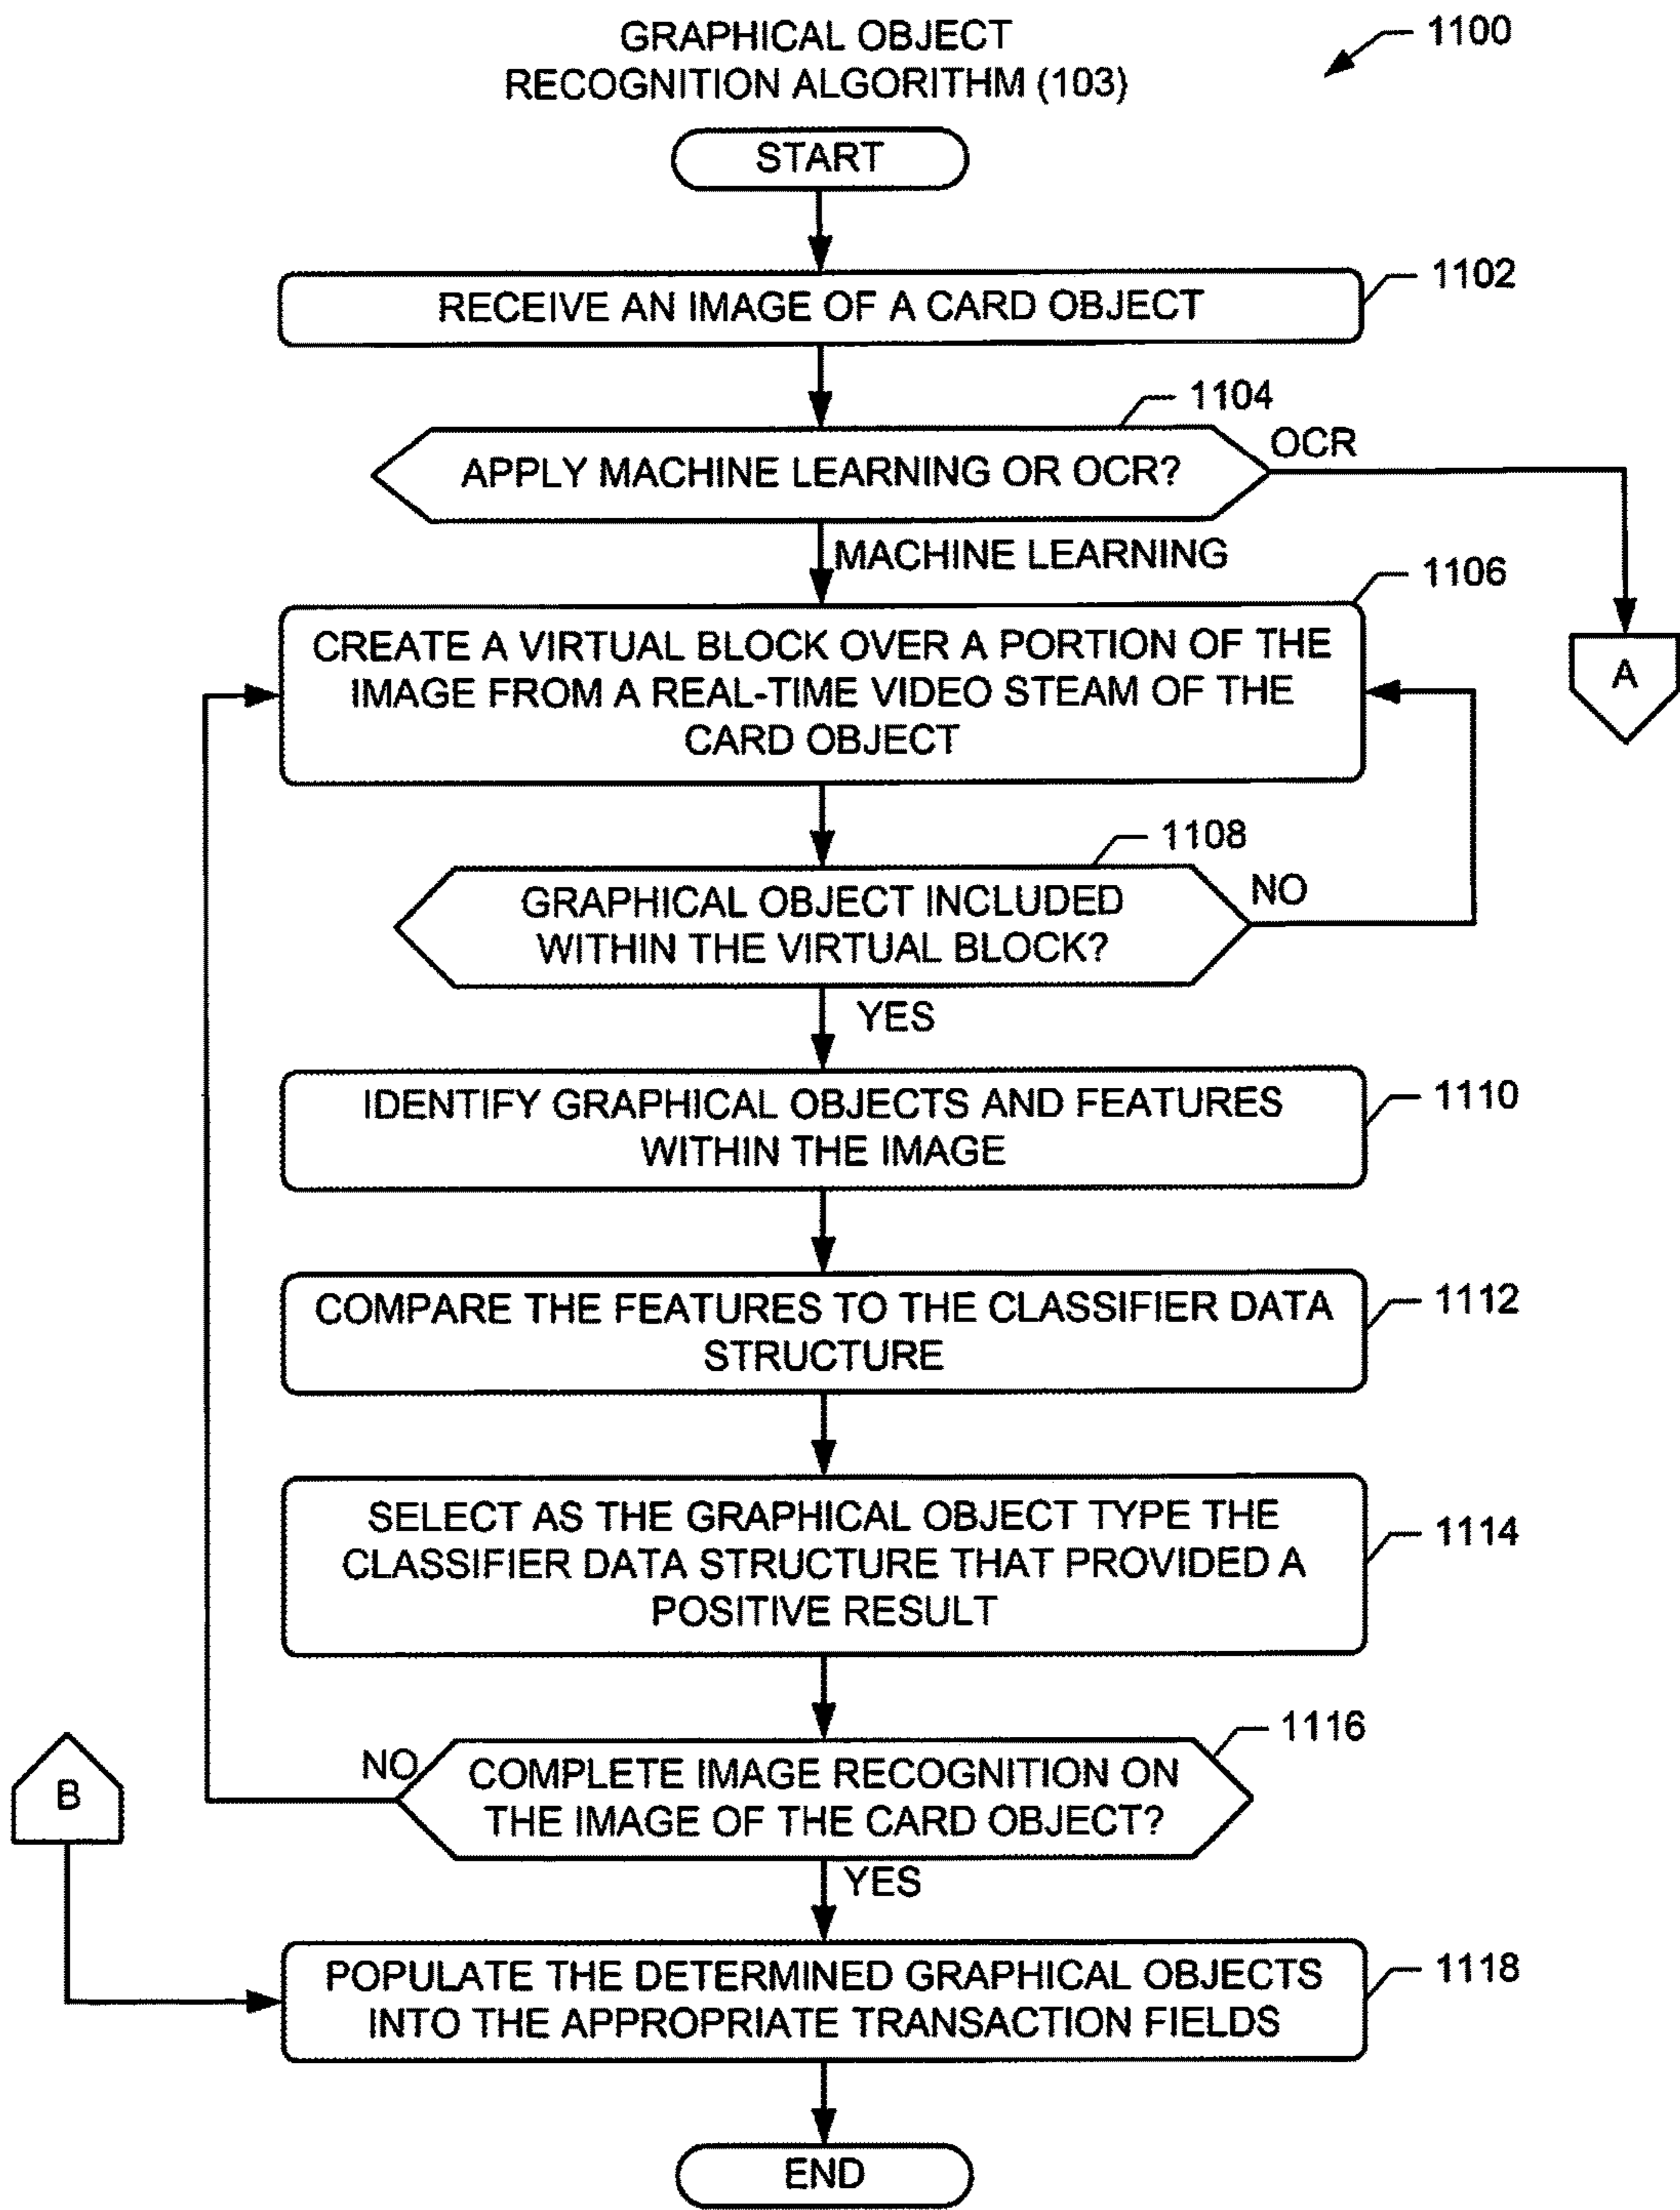 GRAPHICAL OBJECT
RECOGNITION ALGORITHM (103)
1100
START
RECEIVE AN IMAGE OF A CARD OBJECT
1102
1104
APPLY MACHINE LEARNING OR OCR?
OCR
MACHINE LEARNING
1106
CREATE A VIRTUAL BLOCK OVER A PORTION OF THE
IMAGE FROM A REAL-TIME VIDEO STEAM OF THE
CARD OBJECT
A
1108
GRAPHICAL OBJECT INCLUDED
WITHIN THE VIRTUAL BLOCK?
NO
YES
IDENTIFY GRAPHICAL OBJECTS AND FEATURES
WITHIN THE IMAGE
1110
COMPARE THE FEATURES TO THE CLASSIFIER DATA
STRUCTURE
1112
SELECT AS THE GRAPHICAL OBJECT TYPE THE
CLASSIFIER DATA STRUCTURE THAT PROVIDED A
POSITIVE RESULT
1114
1116
NO
COMPLETE IMAGE RECOGNITION ON
THE IMAGE OF THE CARD OBJECT?
B
YES
POPULATE THE DETERMINED GRAPHICAL OBJECTS
INTO THE APPROPRIATE TRANSACTION FIELDS
1118
END